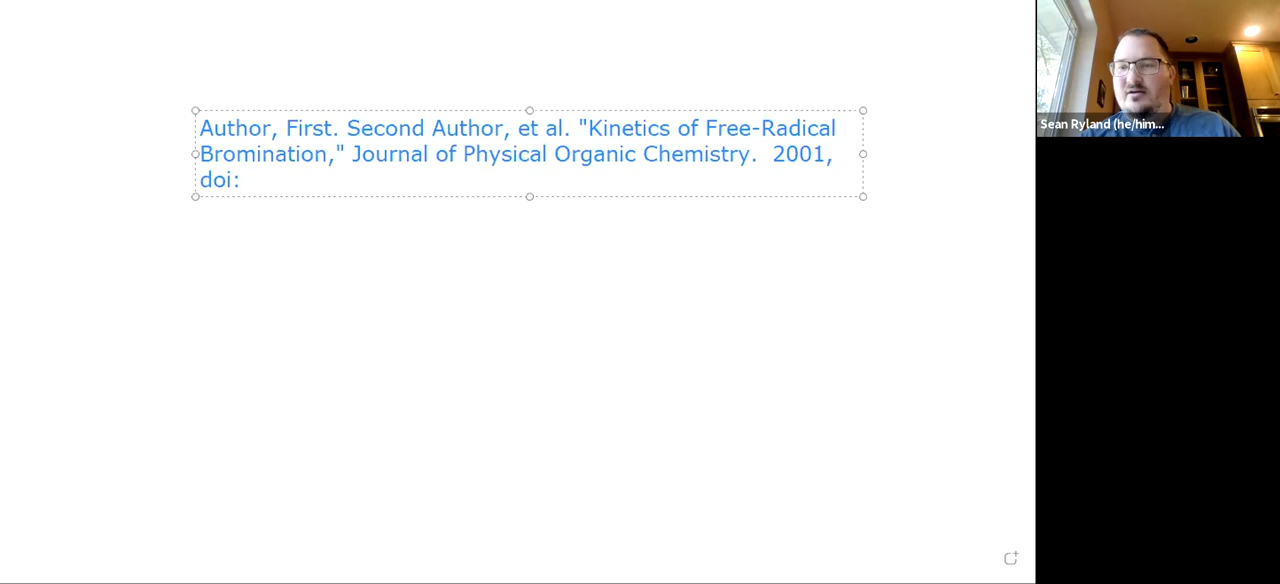 Author, First. Second Author, et al. "Kinetics of Free-Radical
Bromination," Journal of Physical Organic Chemistry.  2001,
doi:
Sean Ryland (he/him...